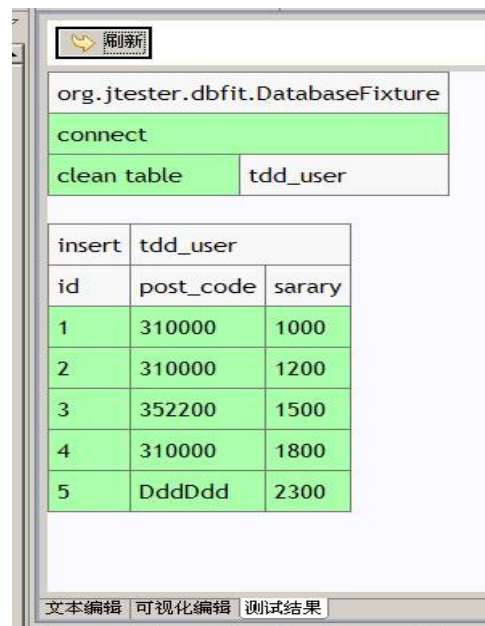 刷新
org.jtester.dbfit.DatabaseFixture
connect
clean table tdd_user
insert tdd_user
id post_code sarary
1 310000 1000
2 310000 1200
3 352200 1500
4 310000 1800
5 DddDdd 2300
文本编辑 可视化编辑 测试结果